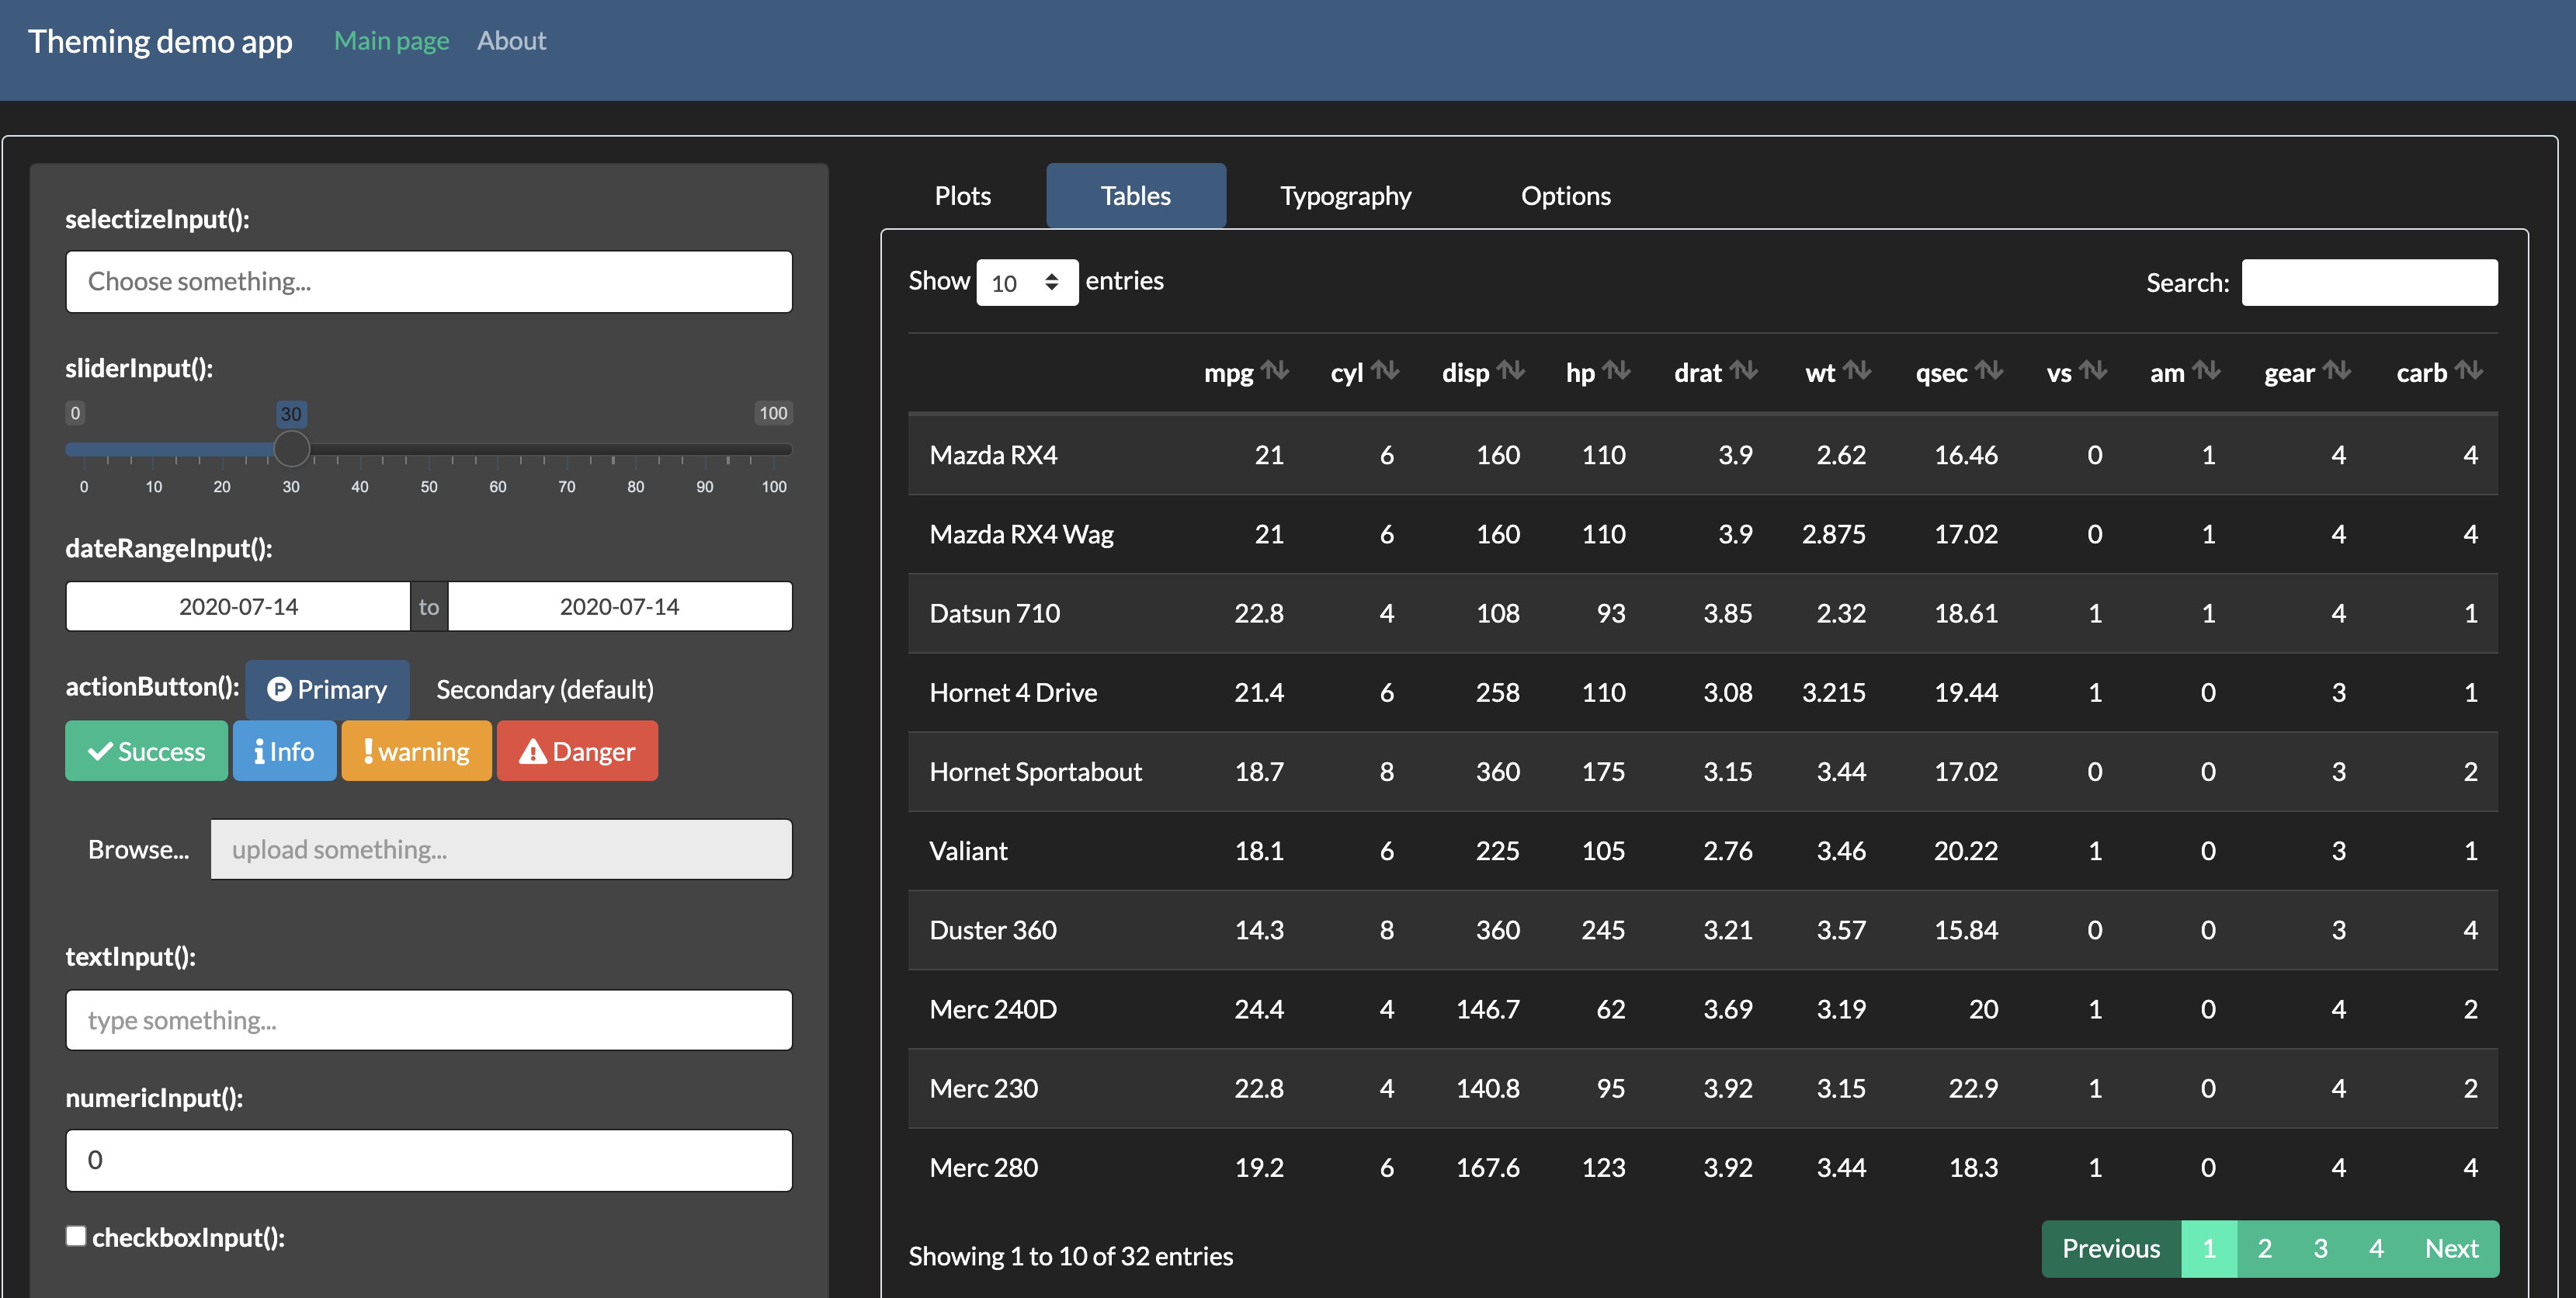 Theming demo app Main page About
selectizeInput():
Choose something...
sliderInput():
0 30 100
0 10 20 30 40 50 60 70 80 90 100
dateRangeInput():
2020-07-14 to 2020-07-14
actionButton(): Primary Secondary (default)
Success Info warning Danger
Browse... upload something...
textInput():
type something...
numericInput():
0
checkboxInput():
Plots Tables Typography Options
Show 10 entries Search:
mpg cyl disp hp drat wt qsec vs am gear carb
Mazda RX4 21 6 160 110 3.9 2.62 16.46 0 1 4 4
Mazda RX4 Wag 21 6 160 110 3.9 2.875 17.02 0 1 4 4
Datsun 710 22.8 4 108 93 3.85 2.32 18.61 1 1 4 1
Hornet 4 Drive 21.4 6 258 110 3.08 3.215 19.44 1 0 3 1
Hornet Sportabout 18.7 8 360 175 3.15 3.44 17.02 0 0 3 2
Valiant 18.1 6 225 105 2.76 3.46 20.22 1 0 3 1
Duster 360 14.3 8 360 245 3.21 3.57 15.84 0 0 3 4
Merc 240D 24.4 4 146.7 62 3.69 3.19 20 1 0 4 2
Merc 230 22.8 4 140.8 95 3.92 3.15 22.9 1 0 4 2
Merc 280 19.2 6 167.6 123 3.92 3.44 18.3 1 0 4 4
Showing 1 to 10 of 32 entries Previous 1 2 3 4 Next